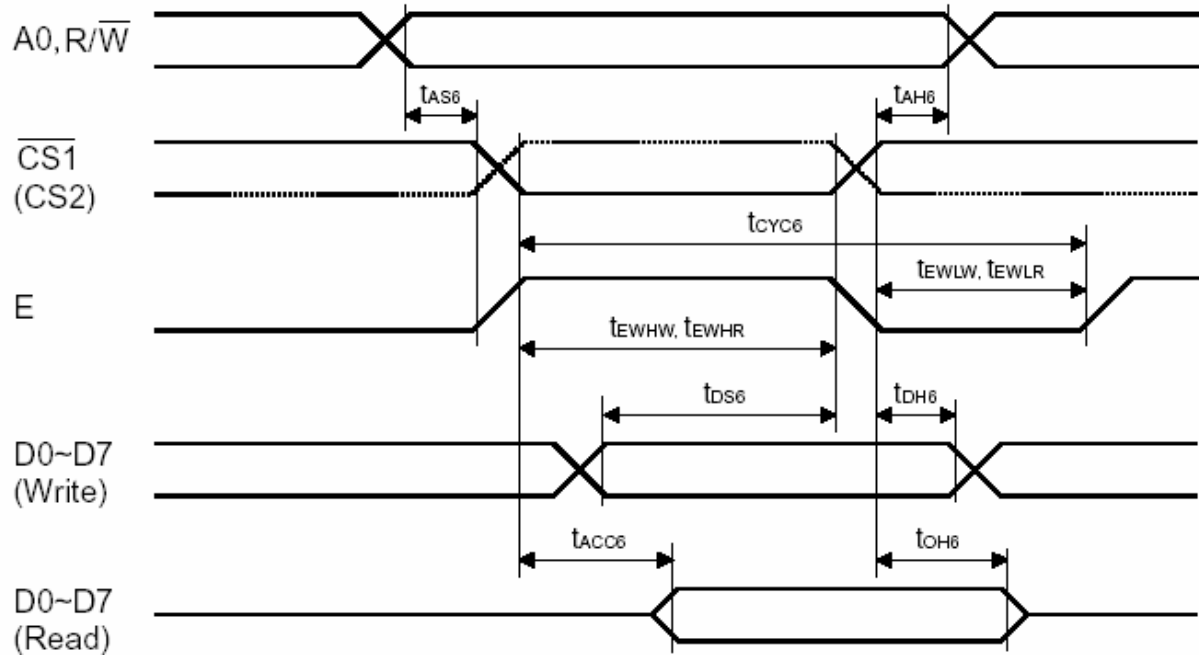 A0, R/W̅
tAS6
tAH6
C̅S̅1̅
(CS2)
tCYC6
tEWLW, tEWLR
E
tEWHW, tEWHR
tDS6
tDH6
D0~D7
(Write)
tACC6
tOH6
D0~D7
(Read)